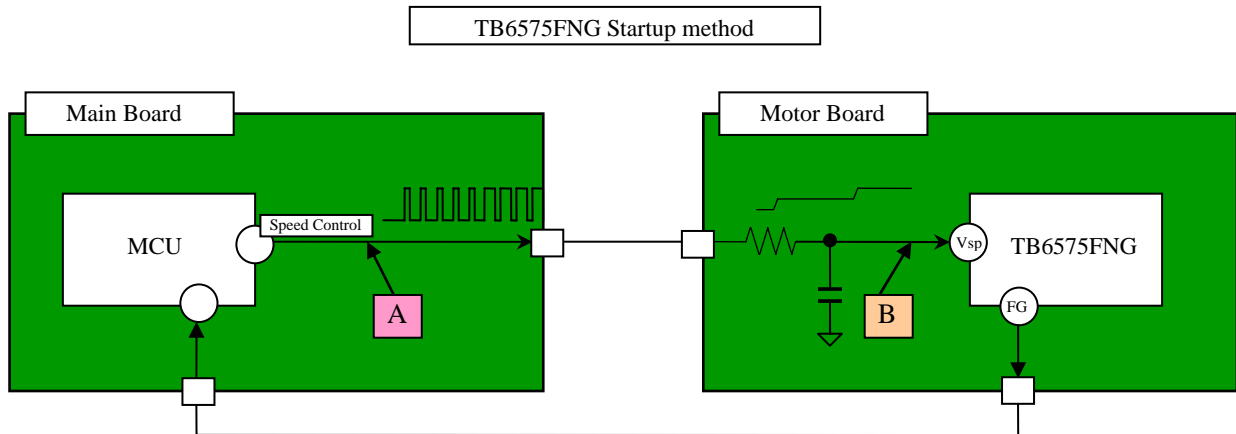 TB6575FNG Startup method
Main Board
Motor Board
Speed Control
MCU
Vsp
TB6575FNG
A
B
FG